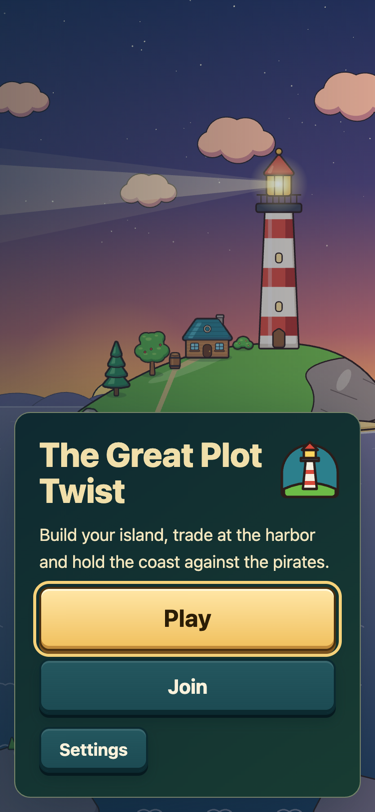 The Great Plot
Twist
Build your island, trade at the harbor
and hold the coast against the pirates.
Play
Join
Settings